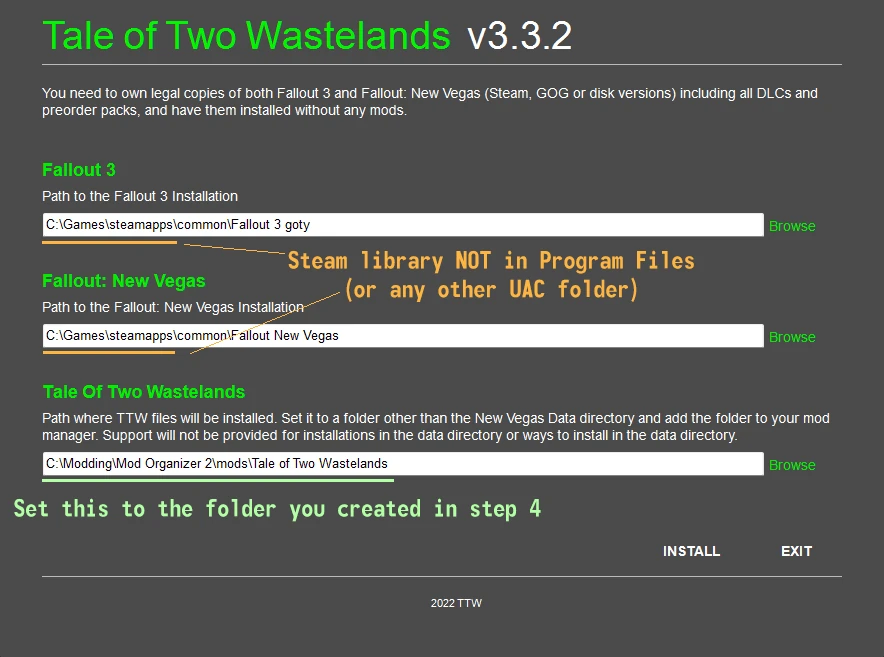 Tale of Two Wastelands v3.3.2
You need to own legal copies of both Fallout 3 and Fallout: New Vegas (Steam, GOG or disk versions) including all DLCs and
preorder packs, and have them installed without any mods.
Fallout 3
Path to the Fallout 3 Installation
C:\Games\steamapps\common\Fallout 3 goty
Browse
Steam library NOT in Program Files
(or any other UAC folder)
Fallout: New Vegas
Path to the Fallout: New Vegas Installation
C:\Games\steamapps\common\Fallout New Vegas
Browse
Tale Of Two Wastelands
Path where TTW files will be installed. Set it to a folder other than the New Vegas Data directory and add the folder to your mod
manager. Support will not be provided for installations in the data directory or ways to install in the data directory.
C:\Modding\Mod Organizer 2\mods\Tale of Two Wastelands
Browse
Set this to the folder you created in step 4
INSTALL
EXIT
2022 TTW